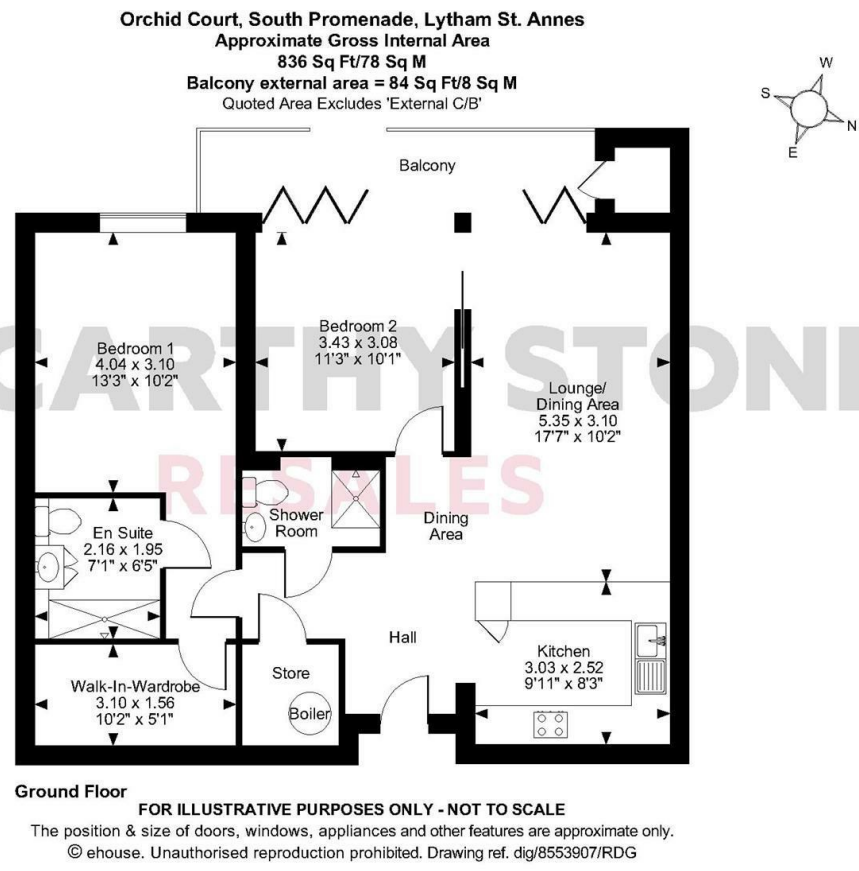 Orchid Court, South Promenade, Lytham St. Annes
Approximate Gross Internal Area
836 Sq Ft/78 Sq M
Balcony external area = 84 Sq Ft/8 Sq M
Quoted Area Excludes 'External C/B'
W
S
N
E
Balcony
Bedroom 1
4.04 x 3.10
13'3" x 10'2"
Bedroom 2
3.43 x 3.08
11'3" x 10'1"
Lounge/
Dining Area
5.35 x 3.10
17'7" x 10'2"
CARTHY STONE
RESALES
En Suite
2.16 x 1.95
7'1" x 6'5"
Shower
Room
Dining
Area
Hall
Kitchen
3.03 x 2.52
9'11" x 8'3"
Walk-In-Wardrobe
3.10 x 1.56
10'2" x 5'1"
Store
Boiler
Ground Floor
FOR ILLUSTRATIVE PURPOSES ONLY - NOT TO SCALE
The position & size of doors, windows, appliances and other features are approximate only.
© ehouse. Unauthorised reproduction prohibited. Drawing ref. dig/8553907/RDG